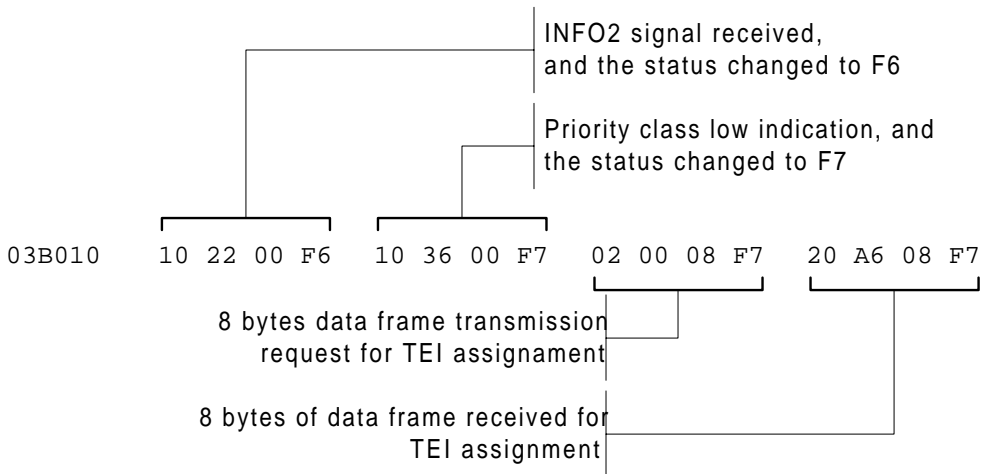 INFO2 signal received,
and the status changed to F6
Priority class low indication, and
the status changed to F7
03B010 10 22 00 F6 10 36 00 F7 02 00 08 F7 20 A6 08 F7
8 bytes data frame transmission
request for TEI assignament
8 bytes of data frame received for
TEI assignment